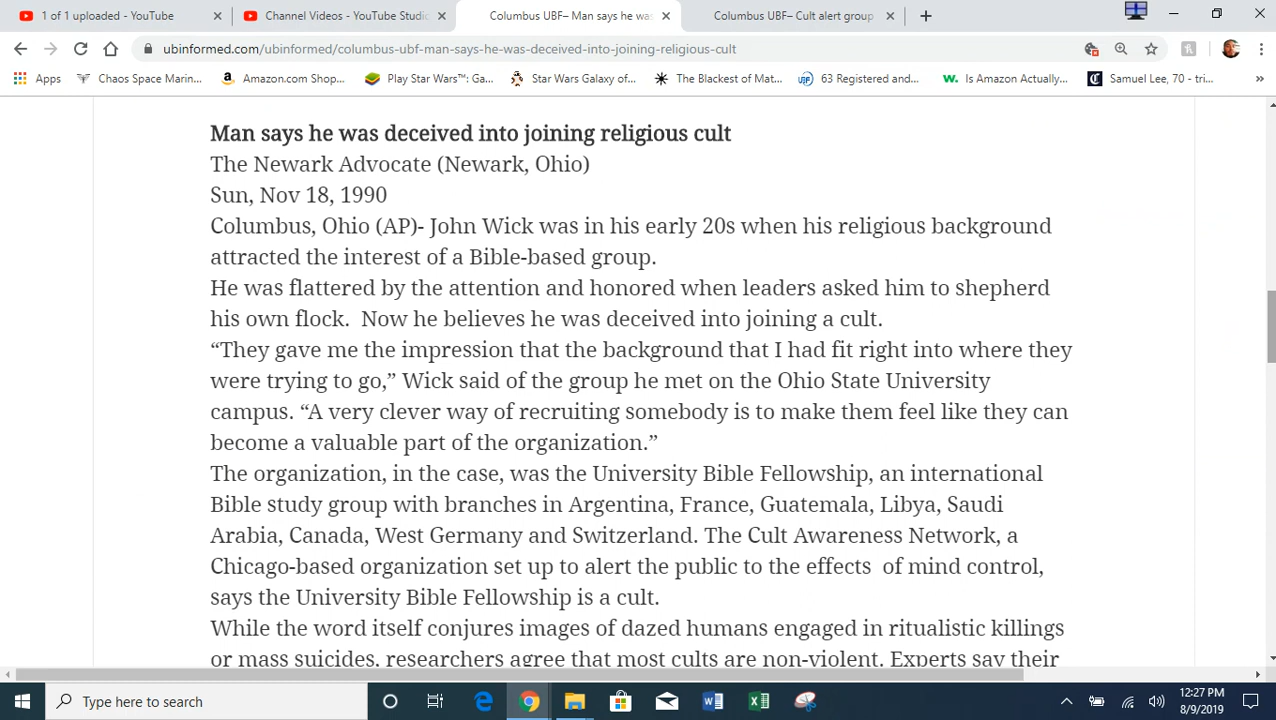 1 of 1 uploaded - YouTube
Channel Videos - YouTube Studio
Columbus UBF– Man says he was
Columbus UBF– Cult alert group
ubinformed.com/ubinformed/columbus-ubf-man-says-he-was-deceived-into-joining-religious-cult
Apps
Chaos Space Marin...
Amazon.com Shop...
Play Star Wars™: Ga...
Star Wars Galaxy of...
The Blackest of Mat...
63 Registered and...
Is Amazon Actually...
Samuel Lee, 70 - tri...
Man says he was deceived into joining religious cult
The Newark Advocate (Newark, Ohio)
Sun, Nov 18, 1990
Columbus, Ohio (AP)- John Wick was in his early 20s when his religious background
attracted the interest of a Bible-based group.
He was flattered by the attention and honored when leaders asked him to shepherd
his own flock.  Now he believes he was deceived into joining a cult.
“They gave me the impression that the background that I had fit right into where they
were trying to go,” Wick said of the group he met on the Ohio State University
campus. “A very clever way of recruiting somebody is to make them feel like they can
become a valuable part of the organization.”
The organization, in the case, was the University Bible Fellowship, an international
Bible study group with branches in Argentina, France, Guatemala, Libya, Saudi
Arabia, Canada, West Germany and Switzerland. The Cult Awareness Network, a
Chicago-based organization set up to alert the public to the effects  of mind control,
says the University Bible Fellowship is a cult.
While the word itself conjures images of dazed humans engaged in ritualistic killings
or mass suicides, researchers agree that most cults are non-violent. Experts say their
Type here to search
12:27 PM
8/9/2019